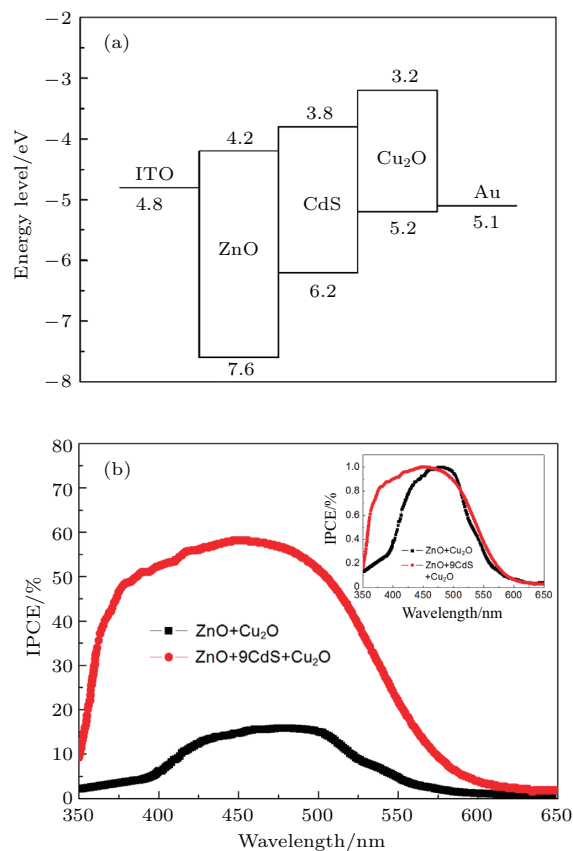 (a)
−2
−3
−4
−5
−6
−7
−8
Energy level/eV
ITO
4.8
4.2
ZnO
7.6
3.8
CdS
6.2
3.2
Cu₂O
5.2
Au
5.1
(b)
80
70
60
50
40
30
20
10
0
IPCE/%
350 400 450 500 550 600 650
Wavelength/nm
ZnO+Cu₂O
ZnO+9CdS+Cu₂O
1.0
0.8
0.6
0.4
0.2
0
IPCE/%
ZnO+Cu₂O
ZnO+9CdS
+Cu₂O
350 400 450 500 550 600 650
Wavelength/nm